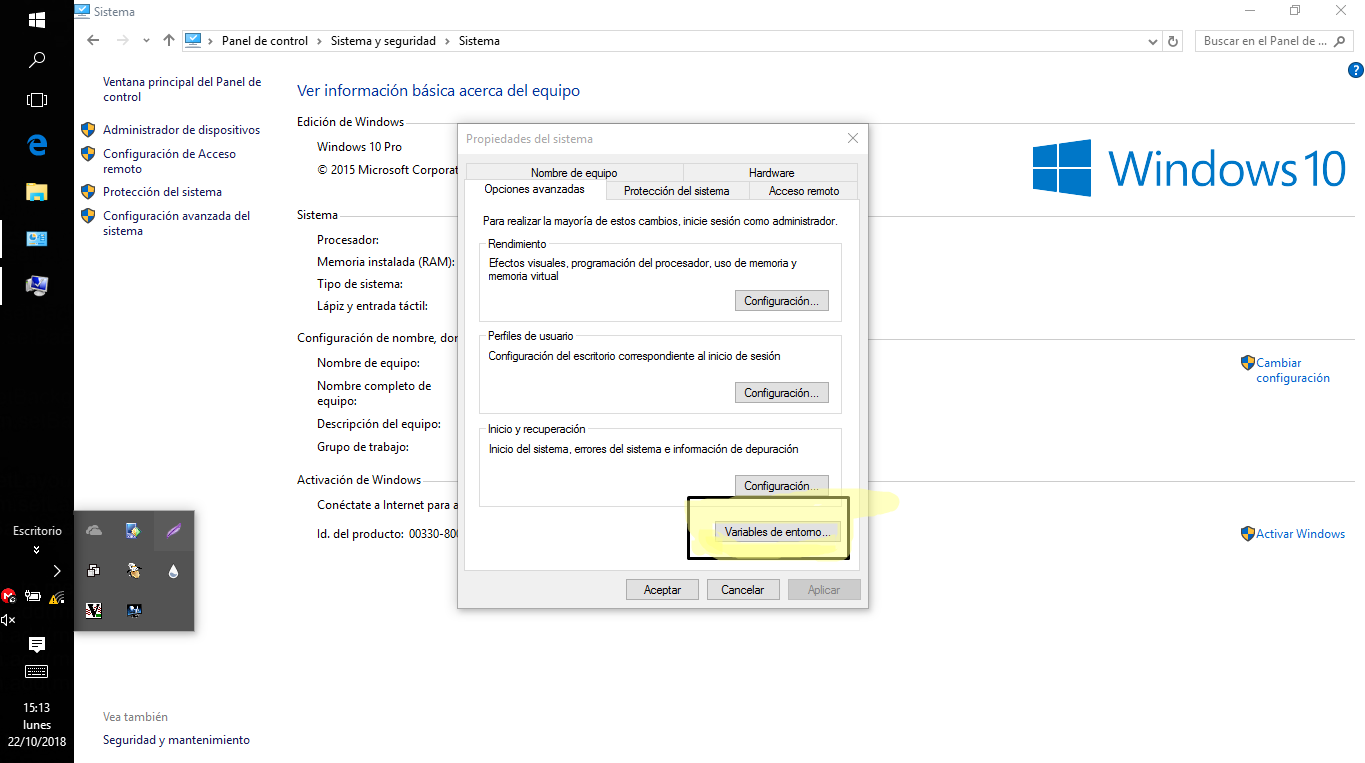 Sistema
Panel de control
Sistema y seguridad
Sistema
Buscar en el Panel de ...
Ventana principal del Panel de
control
Administrador de dispositivos
Configuración de Acceso
remoto
Protección del sistema
Configuración avanzada del
sistema
Vea también
Seguridad y mantenimiento
Ver información básica acerca del equipo
Edición de Windows
Windows 10 Pro
© 2015 Microsoft Corporat
Windows 10
Sistema
Procesador:
Memoria instalada (RAM):
Tipo de sistema:
Lápiz y entrada táctil:
Configuración de nombre, dor
Nombre de equipo:
Nombre completo de
equipo:
Descripción del equipo:
Grupo de trabajo:
Cambiar
configuración
Activación de Windows
Conéctate a Internet para a
Id. del producto: 00330-800
Activar Windows
Propiedades del sistema
Nombre de equipo
Hardware
Opciones avanzadas
Protección del sistema
Acceso remoto
Para realizar la mayoría de estos cambios, inicie sesión como administrador.
Rendimiento
Efectos visuales, programación del procesador, uso de memoria y
memoria virtual
Configuración...
Perfiles de usuario
Configuración del escritorio correspondiente al inicio de sesión
Configuración...
Inicio y recuperación
Inicio del sistema, errores del sistema e información de depuración
Configuración...
Variables de entorno...
Aceptar
Cancelar
Aplicar
Escritorio
15:13
lunes
22/10/2018